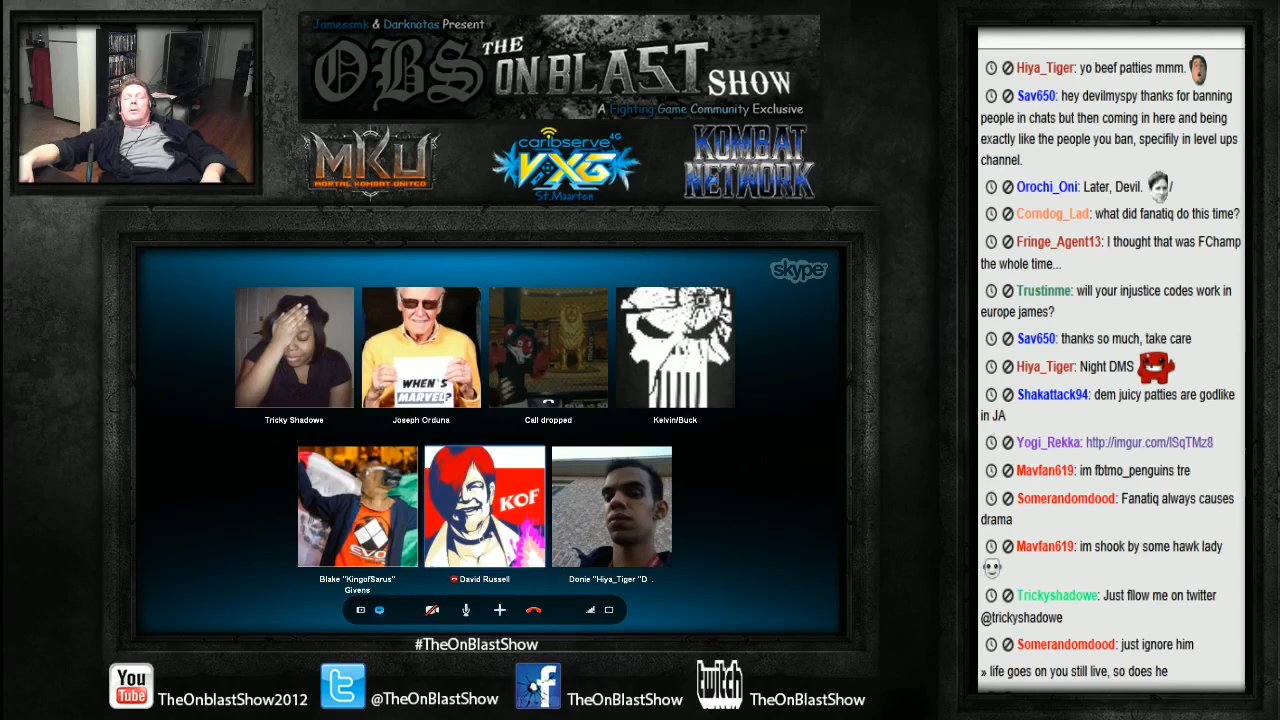 Jamessmk & Darknatas Present
OBS THE ON BLAST SHOW
A Fighting Game Community Exclusive
MKU
MORTAL KOMBAT UNITED
caribserve 4G
VXG
St.Maarten
KOMBAT
NETWORK
skype
WHEN'S
MARVEL?
Tricky Shadowe
Joseph Orduna
Call dropped
Kelvin/Buck
EVO
KOF
Blake "KingofSarus"
Givens
David Russell
Donie "Hiya_Tiger "D ..
#TheOnBlastShow
You
Tube
TheOnblastShow2012
@TheOnBlastShow
f
TheOnBlastShow
twitch
TheOnBlastShow
Hiya_Tiger: yo beef patties mmm.
Sav650: hey devilmyspy thanks for banning
people in chats but then coming in here and being
exactly like the people you ban, specifily in level ups
channel.
Orochi_Oni: Later, Devil. /
Corndog_Lad: what did fanatiq do this time?
Fringe_Agent13: I thought that was FChamp
the whole time...
Trustinme: will your injustice codes work in
europe james?
Sav650: thanks so much, take care
Hiya_Tiger: Night DMS
Shakattack94: dem juicy patties are godlike
in JA
Yogi_Rekka: http://imgur.com/lSqTMz8
Mavfan619: im fbtmo_penguins tre
Somerandomdood: Fanatiq always causes
drama
Mavfan619: im shook by some hawk lady
Trickyshadowe: Just fllow me on twitter
@trickyshadowe
Somerandomdood: just ignore him
» life goes on you still live, so does he